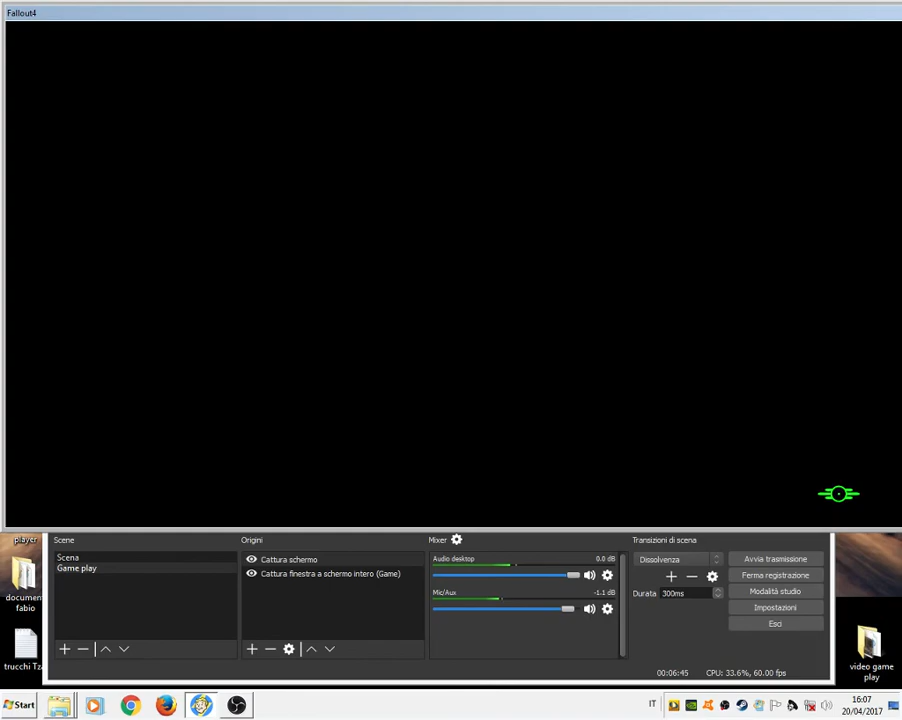 Fallout4
player
documen
fabio
trucchi Tz
Scene
Scena
Game play
Origini
Cattura schermo
Cattura finestra a schermo intero (Game)
Mixer
Audio desktop 0.0 dB
Mic/Aux -1.1 dB
Transizioni di scena
Dissolvenza
Durata 300ms
Avvia trasmissione
Ferma registrazione
Modalità studio
Impostazioni
Esci
00:06:45 CPU: 33.6%, 60.00 fps
video game
play
Start
IT
16:07
20/04/2017